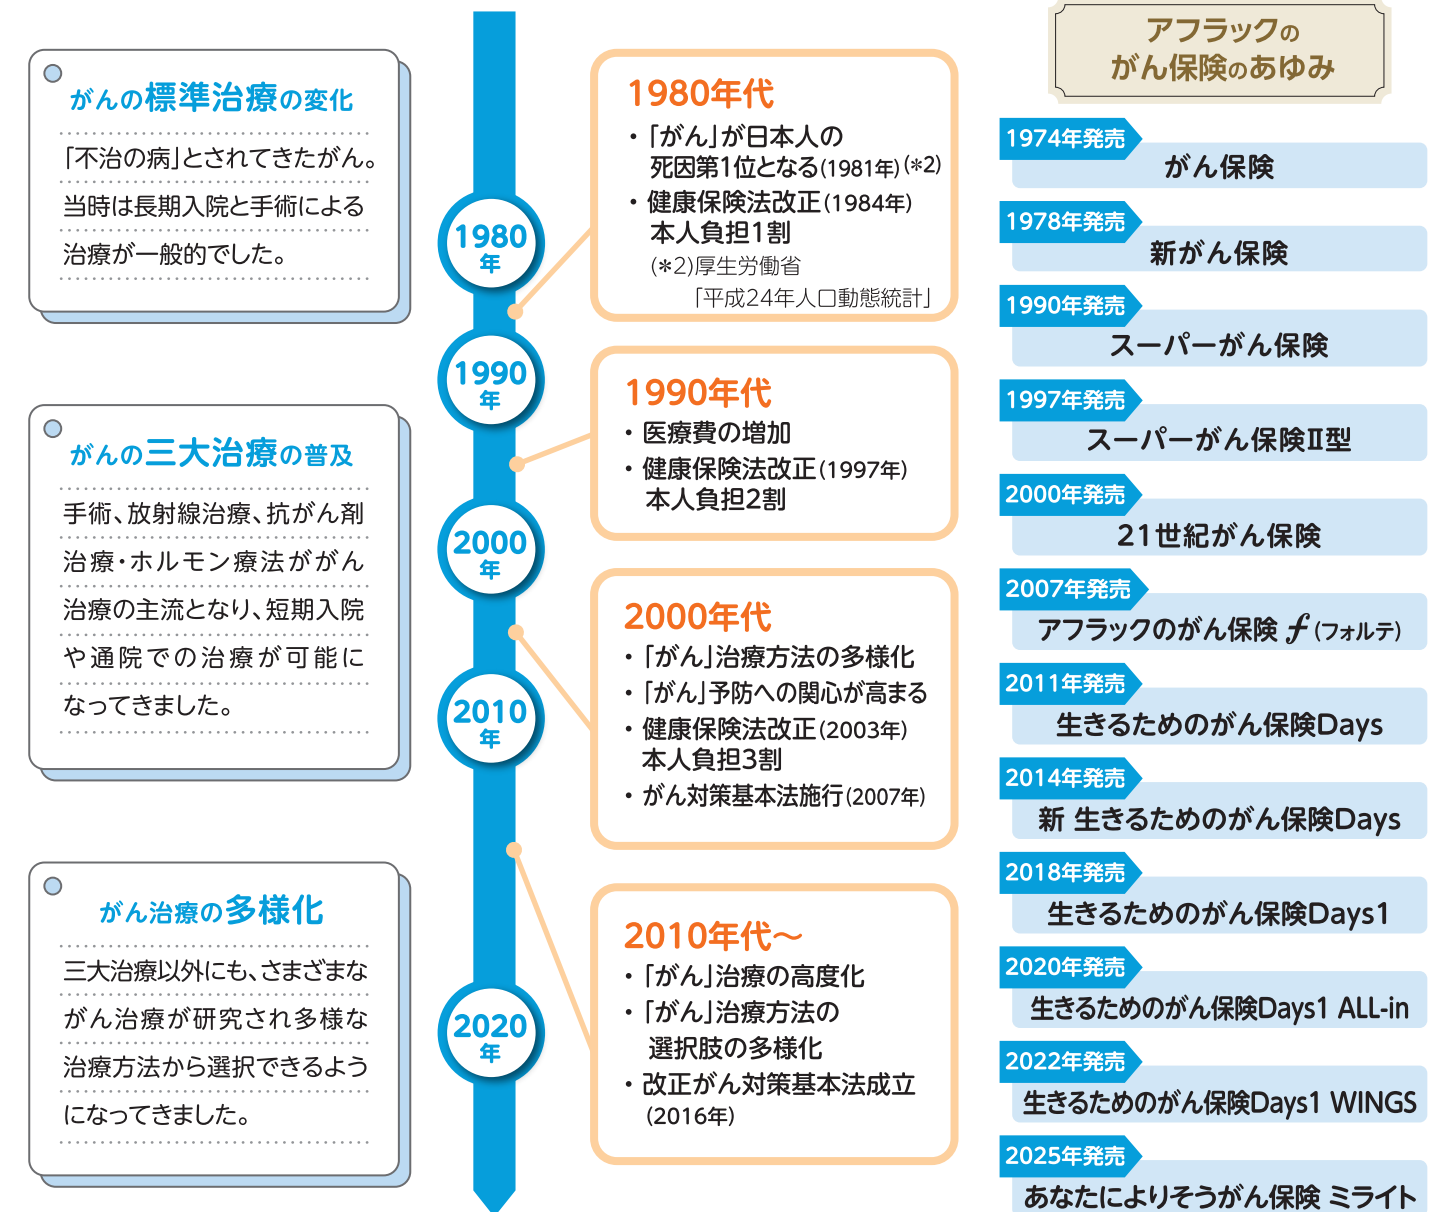 がんの標準治療の変化
「不治の病」とされてきたがん。
当時は長期入院と手術による
治療が一般的でした。
がんの三大治療の普及
手術、放射線治療、抗がん剤
治療・ホルモン療法ががん
治療の主流となり、短期入院
や通院での治療が可能に
なってきました。
がん治療の多様化
三大治療以外にも、さまざまな
がん治療が研究され多様な
治療方法から選択できるよう
になってきました。
1980
年
1990
年
2000
年
2010
年
2020
年
1980年代
・「がん」が日本人の
死因第1位となる(1981年)(*2)
・健康保険法改正(1984年)
本人負担1割
(*2)厚生労働省
「平成24年人口動態統計」
1990年代
・医療費の増加
・健康保険法改正(1997年)
本人負担2割
2000年代
・「がん」治療方法の多様化
・「がん」予防への関心が高まる
・健康保険法改正(2003年)
本人負担3割
・がん対策基本法施行(2007年)
2010年代〜
・「がん」治療の高度化
・「がん」治療方法の
選択肢の多様化
・改正がん対策基本法成立
(2016年)
アフラックの
がん保険のあゆみ
1974年発売
がん保険
1978年発売
新がん保険
1990年発売
スーパーがん保険
1997年発売
スーパーがん保険Ⅱ型
2000年発売
21世紀がん保険
2007年発売
アフラックのがん保険 f (フォルテ)
2011年発売
生きるためのがん保険Days
2014年発売
新 生きるためのがん保険Days
2018年発売
生きるためのがん保険Days1
2020年発売
生きるためのがん保険Days1 ALL-in
2022年発売
生きるためのがん保険Days1 WINGS
2025年発売
あなたによりそうがん保険 ミライト